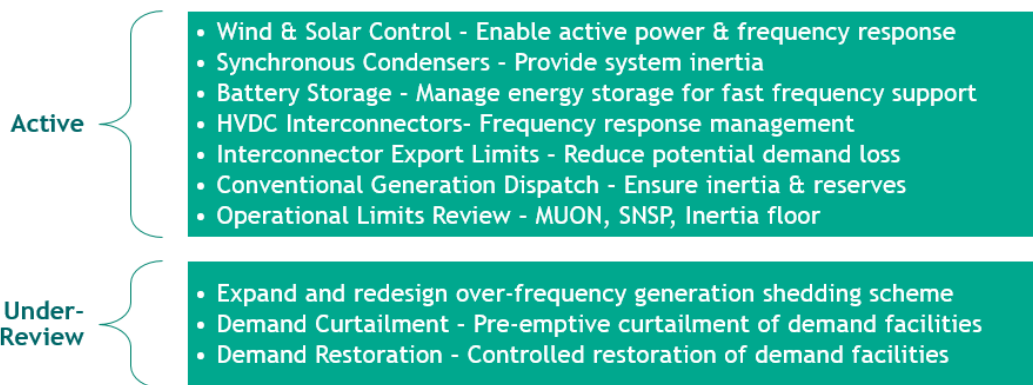 Active
• Wind & Solar Control – Enable active power & frequency response
• Synchronous Condensers – Provide system inertia
• Battery Storage – Manage energy storage for fast frequency support
• HVDC Interconnectors– Frequency response management
• Interconnector Export Limits – Reduce potential demand loss
• Conventional Generation Dispatch – Ensure inertia & reserves
• Operational Limits Review – MUON, SNSP, Inertia floor
Under-
Review
• Expand and redesign over-frequency generation shedding scheme
• Demand Curtailment – Pre-emptive curtailment of demand facilities
• Demand Restoration – Controlled restoration of demand facilities